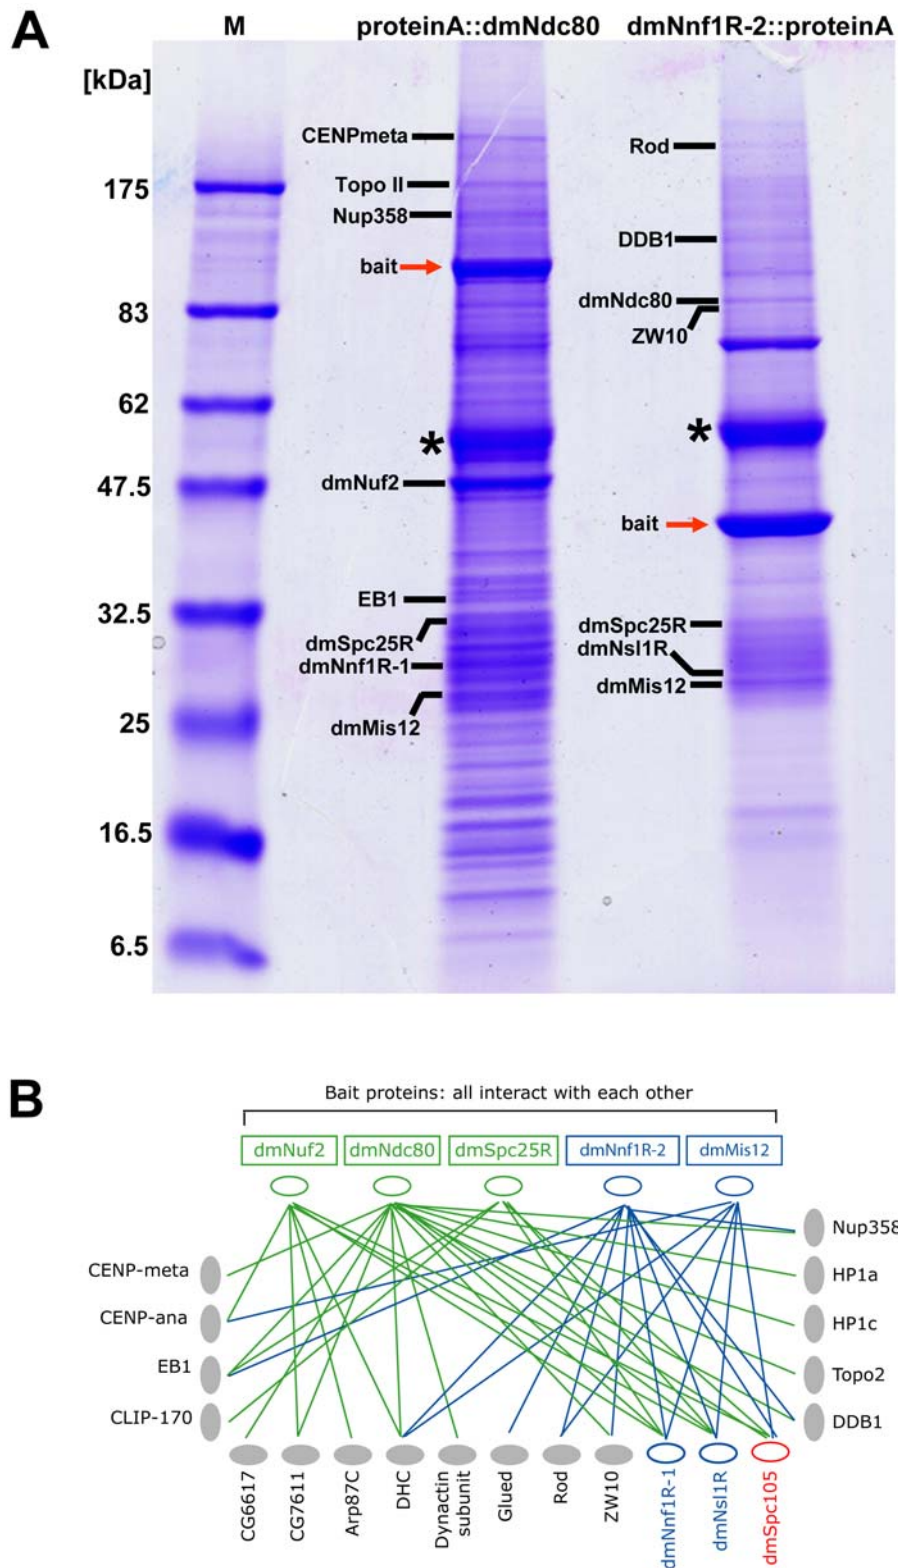 A
M proteinA::dmNdc80 dmNnf1R-2::proteinA
[kDa]
CENPmeta
Rod
175
Topo II
Nup358
DDB1
bait
83
dmNdc80
ZW10
62
*
*
47.5
dmNuf2
bait
EB1
32.5
dmSpc25R
dmSpc25R
dmNsl1R
dmNnf1R-1
dmMis12
25
dmMis12
16.5
6.5
B
Bait proteins: all interact with each other
dmNuf2 dmNdc80 dmSpc25R dmNnf1R-2 dmMis12
Nup358
CENP-meta
HP1a
CENP-ana
HP1c
EB1
Topo2
CLIP-170
DDB1
CG6617
CG7611
Arp87C
DHC
Dynactin
subunit
Glued
Rod
ZW10
dmNnf1R-1
dmNsl1R
dmSpc105